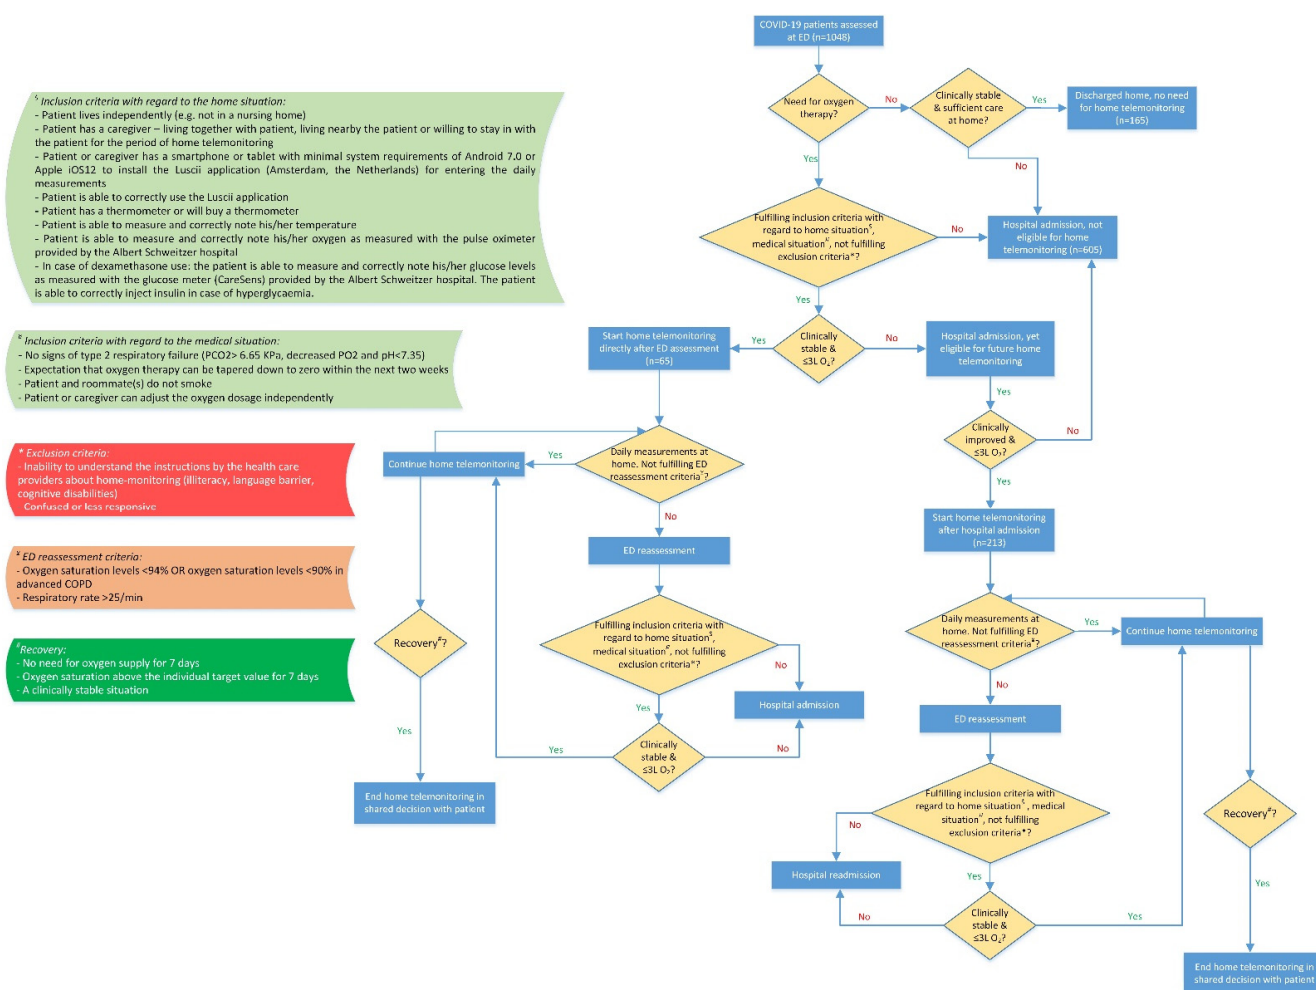 COVID-19 patients assessed
at ED (n=1048)
Need for oxygen
therapy?
No
Clinically stable
& sufficient care
at home?
Yes
Discharged home, no need
for home telemonitoring
(n=165)
No
Yes
Fulfilling inclusion criteria with
regard to home situation$,
medical situation¢, not fulfilling
exclusion criteria*?
No
Hospital admission, not
eligible for home
telemonitoring (n=605)
Yes
Clinically
stable &
≤3L O2?
Yes
Start home telemonitoring
directly after ED assessment
(n=65)
No
Hospital admission, yet
eligible for future home
telemonitoring
Yes
Clinically
improved &
≤3L O2?
No
Yes
Start home telemonitoring
after hospital admission
(n=213)
Daily measurements at
home. Not fulfilling ED
reassessment criteria¥?
Yes
Continue home telemonitoring
No
ED reassessment
Fulfilling inclusion criteria with
regard to home situation$,
medical situation¢, not fulfilling
exclusion criteria*?
No
Hospital admission
Yes
Clinically
stable &
≤3L O2?
No
Yes
Recovery#?
Yes
End home telemonitoring in
shared decision with patient
Daily measurements at
home. Not fulfilling ED
reassessment criteria¥?
Yes
Continue home telemonitoring
No
ED reassessment
Fulfilling inclusion criteria with
regard to home situation$, medical
situation¢, not fulfilling
exclusion criteria*?
No
Hospital readmission
Yes
Clinically
stable &
≤3L O2?
No
Yes
Recovery#?
Yes
End home telemonitoring in
shared decision with patient
$ Inclusion criteria with regard to the home situation:
- Patient lives independently (e.g. not in a nursing home)
- Patient has a caregiver – living together with patient, living nearby the patient or willing to stay in with
the patient for the period of home telemonitoring
- Patient or caregiver has a smartphone or tablet with minimal system requirements of Android 7.0 or
Apple iOS12 to install the Luscii application (Amsterdam, the Netherlands) for entering the daily
measurements
- Patient is able to correctly use the Luscii application
- Patient has a thermometer or will buy a thermometer
- Patient is able to measure and correctly note his/her temperature
- Patient is able to measure and correctly note his/her oxygen as measured with the pulse oximeter
provided by the Albert Schweitzer hospital
- In case of dexamethasone use: the patient is able to measure and correctly note his/her glucose levels
as measured with the glucose meter (CareSens) provided by the Albert Schweitzer hospital. The patient
is able to correctly inject insulin in case of hyperglycaemia.
¢ Inclusion criteria with regard to the medical situation:
- No signs of type 2 respiratory failure (PCO2> 6.65 KPa, decreased PO2 and pH<7.35)
- Expectation that oxygen therapy can be tapered down to zero within the next two weeks
- Patient and roommate(s) do not smoke
- Patient or caregiver can adjust the oxygen dosage independently
* Exclusion criteria:
- Inability to understand the instructions by the health care
providers about home-monitoring (illiteracy, language barrier,
cognitive disabilities)
Confused or less responsive
¥ ED reassessment criteria:
- Oxygen saturation levels <94% OR oxygen saturation levels <90% in
advanced COPD
- Respiratory rate >25/min
#Recovery:
- No need for oxygen supply for 7 days
- Oxygen saturation above the individual target value for 7 days
- A clinically stable situation